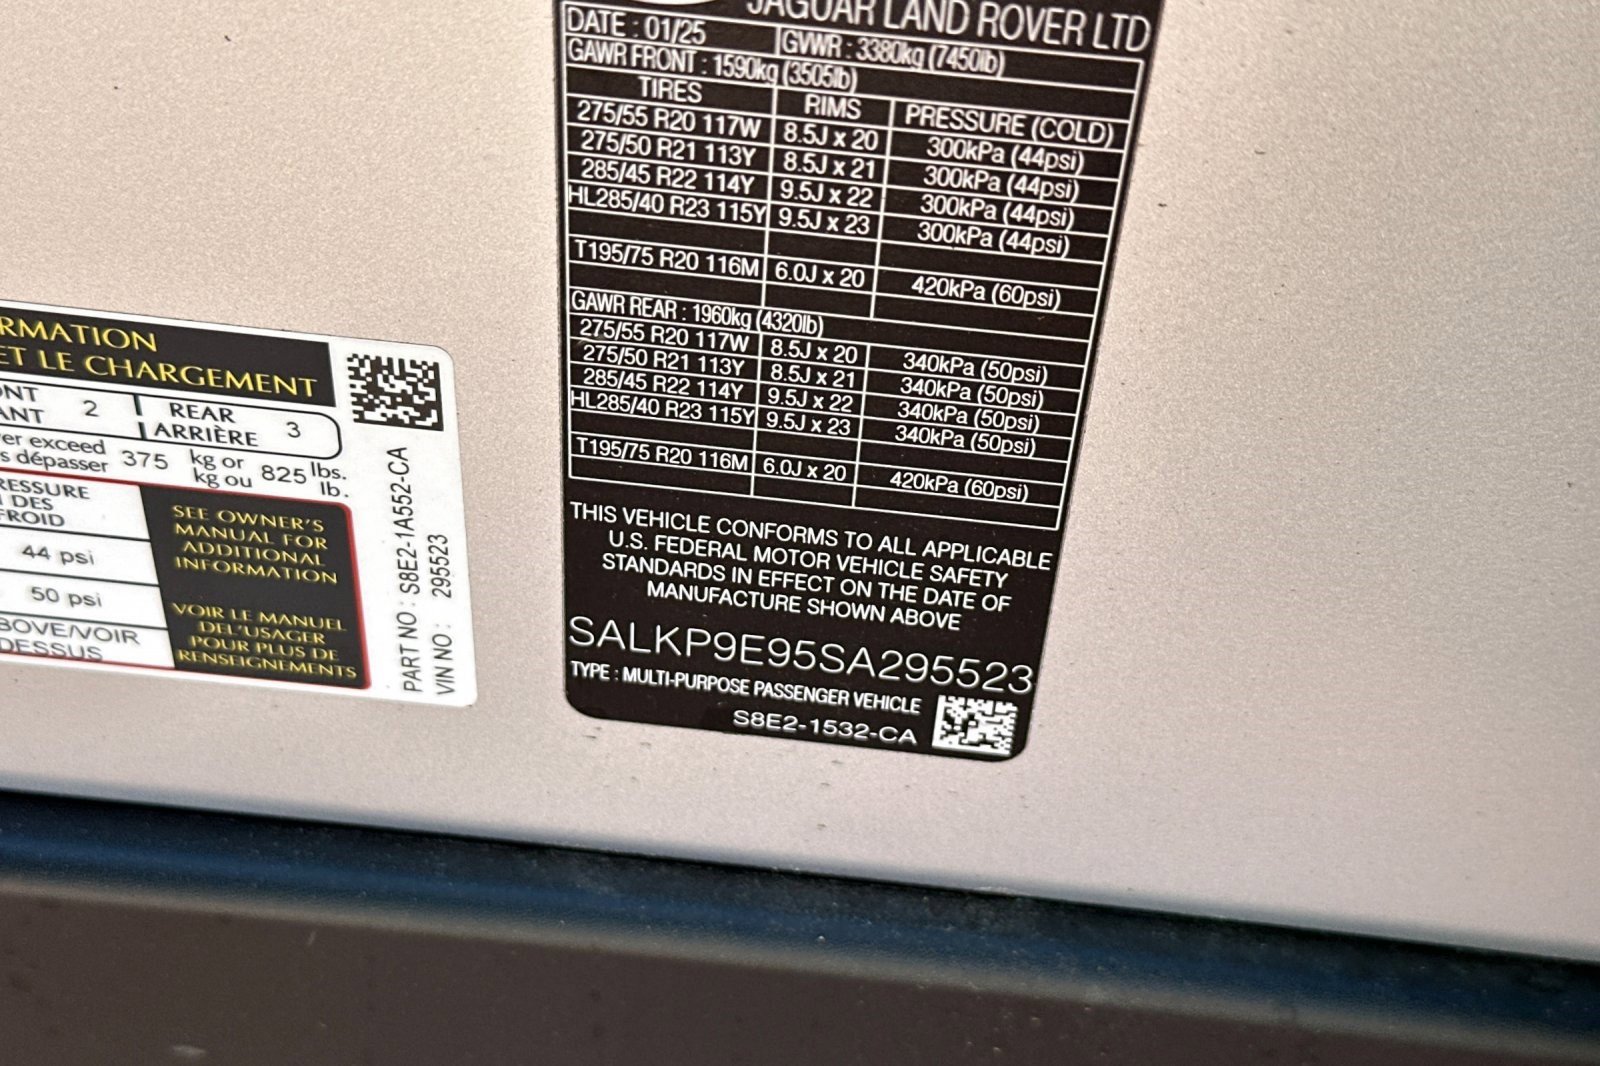 JAGUAR LAND ROVER LTD
DATE : 01/25 GVWR : 3380kg (7450lb)
GAWR FRONT : 1590kg (3505lb)
TIRES RIMS PRESSURE (COLD)
275/55 R20 117W 8.5J x 20 300kPa (44psi)
275/50 R21 113Y 8.5J x 21 300kPa (44psi)
285/45 R22 114Y 9.5J x 22 300kPa (44psi)
HL285/40 R23 115Y 9.5J x 23 300kPa (44psi)
T195/75 R20 116M 6.0J x 20 420kPa (60psi)
GAWR REAR : 1960kg (4320lb)
275/55 R20 117W 8.5J x 20 340kPa (50psi)
275/50 R21 113Y 8.5J x 21 340kPa (50psi)
285/45 R22 114Y 9.5J x 22 340kPa (50psi)
HL285/40 R23 115Y 9.5J x 23 340kPa (50psi)
T195/75 R20 116M 6.0J x 20 420kPa (60psi)
THIS VEHICLE CONFORMS TO ALL APPLICABLE
U.S. FEDERAL MOTOR VEHICLE SAFETY
STANDARDS IN EFFECT ON THE DATE OF
MANUFACTURE SHOWN ABOVE
SALKP9E95SA295523
TYPE : MULTI-PURPOSE PASSENGER VEHICLE
S8E2-1532-CA
RMATION
ET LE CHARGEMENT
ONT
ANT 2 REAR
ARRIÈRE 3
ver exceed
s dépasser 375 kg or
kg ou 825 lbs.
lb.
RESSURE
DES
FROID
44 psi
50 psi
BOVE/VOIR
DESSUS
SEE OWNER'S
MANUAL FOR
ADDITIONAL
INFORMATION
VOIR LE MANUEL
DEL'USAGER
POUR PLUS DE
RENSEIGNEMENTS
PART NO : S8E2-1A552-CA
VIN NO : 295523